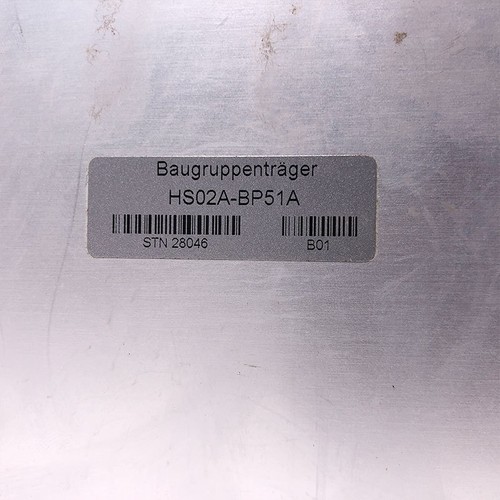 Baugruppenträger
HS02A-BP51A
STN 28046 B01